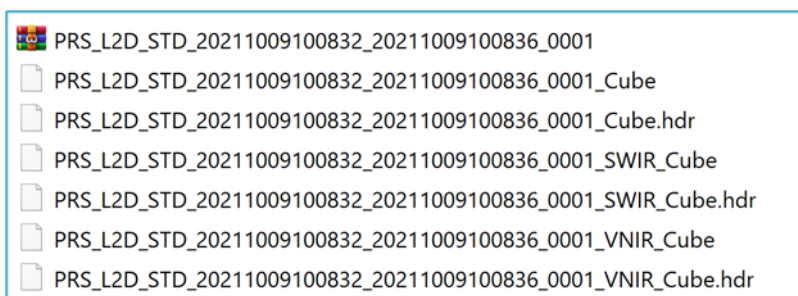 PRS_L2D_STD_20211009100832_20211009100836_0001
PRS_L2D_STD_20211009100832_20211009100836_0001_Cube
PRS_L2D_STD_20211009100832_20211009100836_0001_Cube.hdr
PRS_L2D_STD_20211009100832_20211009100836_0001_SWIR_Cube
PRS_L2D_STD_20211009100832_20211009100836_0001_SWIR_Cube.hdr
PRS_L2D_STD_20211009100832_20211009100836_0001_VNIR_Cube
PRS_L2D_STD_20211009100832_20211009100836_0001_VNIR_Cube.hdr